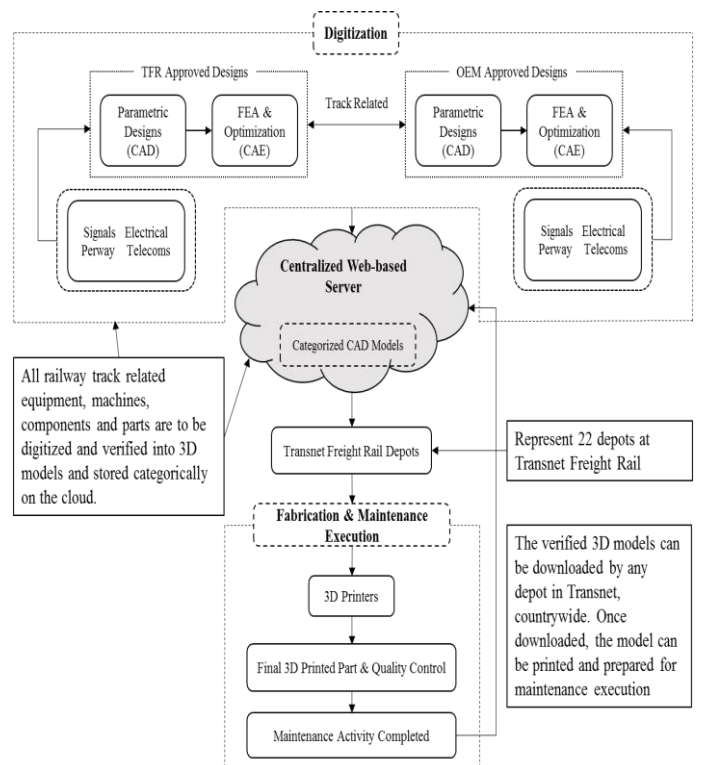 Digitization
TFR Approved Designs
OEM Approved Designs
Parametric
Designs
(CAD)
FEA &
Optimization
(CAE)
Track Related
Parametric
Designs
(CAD)
FEA &
Optimization
(CAE)
Signals Electrical
Perway Telecoms
Signals Electrical
Perway Telecoms
Centralized Web-based
Server
Categorized CAD Models
All railway track related
equipment, machines,
components and parts are to be
digitized and verified into 3D
models and stored categorically
on the cloud.
Transnet Freight Rail Depots
Represent 22 depots at
Transnet Freight Rail
Fabrication & Maintenance
Execution
3D Printers
Final 3D Printed Part & Quality Control
Maintenance Activity Completed
The verified 3D models can
be downloaded by any
depot in Transnet,
countrywide. Once
downloaded, the model can
be printed and prepared for
maintenance execution